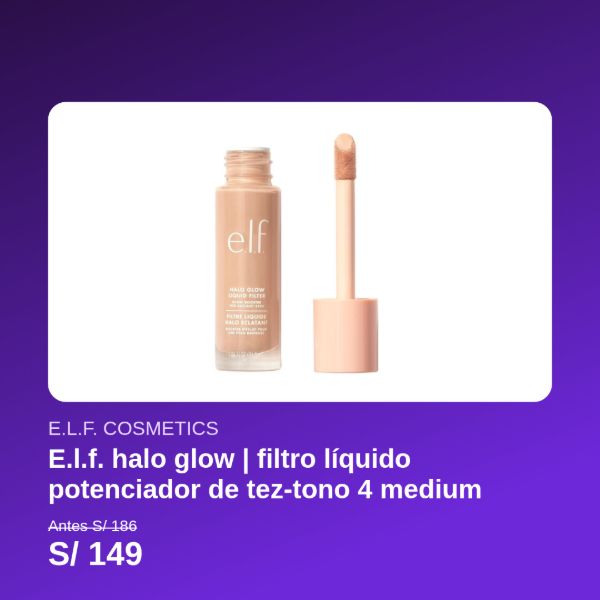 e.l.f.
HALO GLOW
LIQUID FILTER
FILTRE LIQUIDE
HALO ÉCLATANT
E.L.F. COSMETICS
E.l.f. halo glow | filtro líquido
potenciador de tez-tono 4 medium
Antes S/ 186
S/ 149